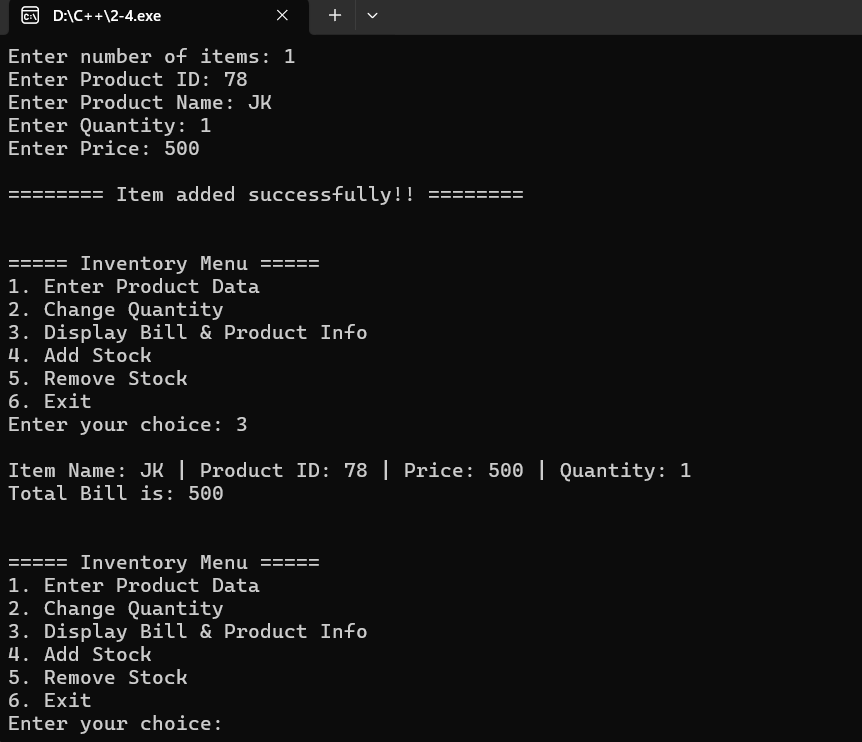 D:\C++\2-4.exe
Enter number of items: 1
Enter Product ID: 78
Enter Product Name: JK
Enter Quantity: 1
Enter Price: 500
======== Item added successfully!! ========
===== Inventory Menu =====
1. Enter Product Data
2. Change Quantity
3. Display Bill & Product Info
4. Add Stock
5. Remove Stock
6. Exit
Enter your choice: 3
Item Name: JK | Product ID: 78 | Price: 500 | Quantity: 1
Total Bill is: 500
===== Inventory Menu =====
1. Enter Product Data
2. Change Quantity
3. Display Bill & Product Info
4. Add Stock
5. Remove Stock
6. Exit
Enter your choice: